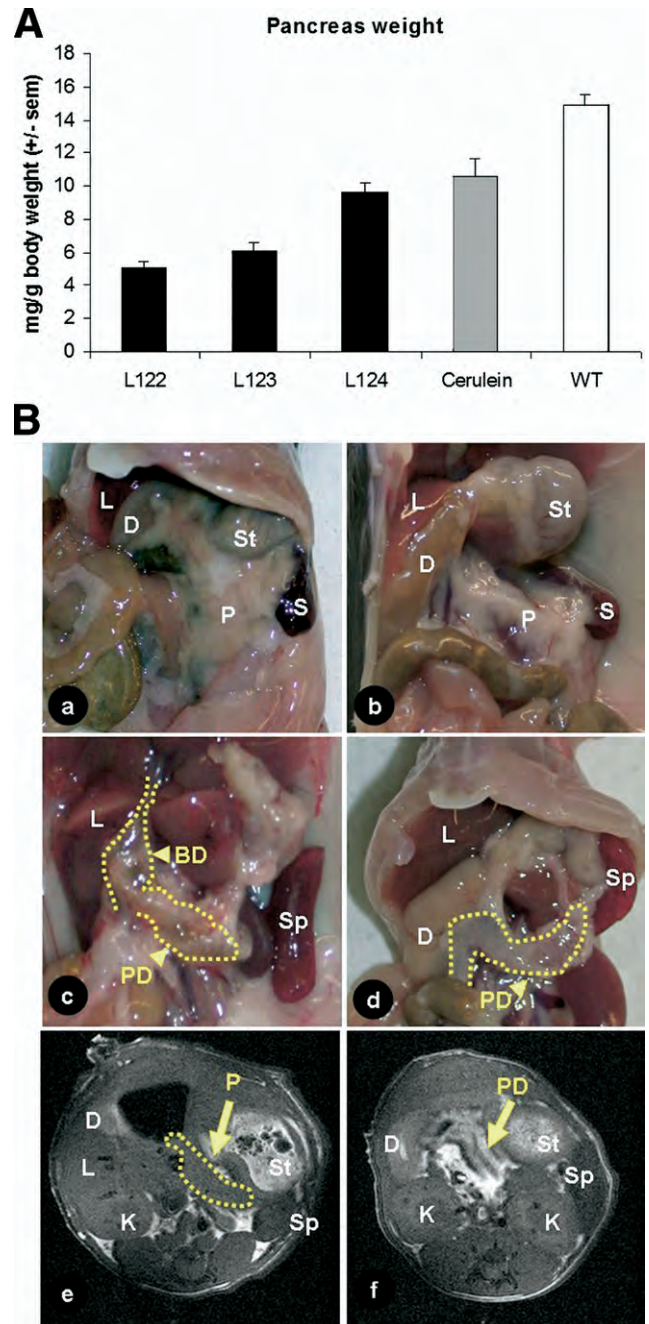 A
Pancreas weight
mg/g body weight (+/- sem)
18
16
14
12
10
8
6
4
2
0
L122 L123 L124 Cerulein WT
B
L
D
St
P
S
a
L
St
D
P
S
b
L
BD
Sp
PD
c
L
Sp
D
PD
d
P
D
L
St
K
Sp
e
PD
D
St
Sp
K
K
f